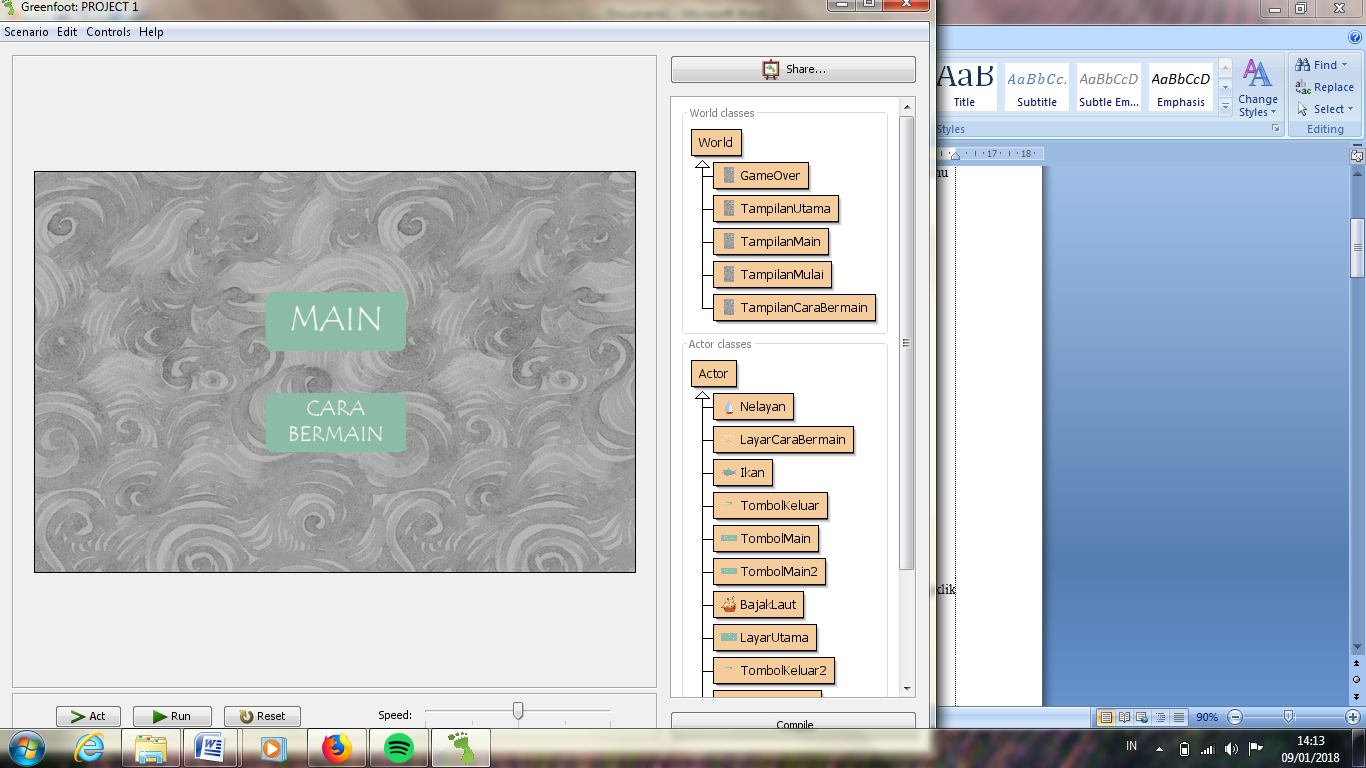 Greenfoot: PROJECT 1
Scenario Edit Controls Help
Share...
World classes
World
GameOver
TampilanUtama
TampilanMain
TampilanMulai
TampilanCaraBermain
Actor classes
Actor
Nelayan
LayarCaraBermain
Ikan
TombolKeluar
TombolMain
TombolMain2
BajakLaut
LayarUtama
TombolKeluar2
MAIN
CARA
BERMAIN
Act
Run
Reset
Speed:
Compile
AaB
AaBbCc.
AaBbCcD
AaBbCcD
Title
Subtitle
Subtle Em...
Emphasis
Change
Styles
Find
Replace
Select
Styles
Editing
17 18
nu
klik
90%
IN
14:13
09/01/2018